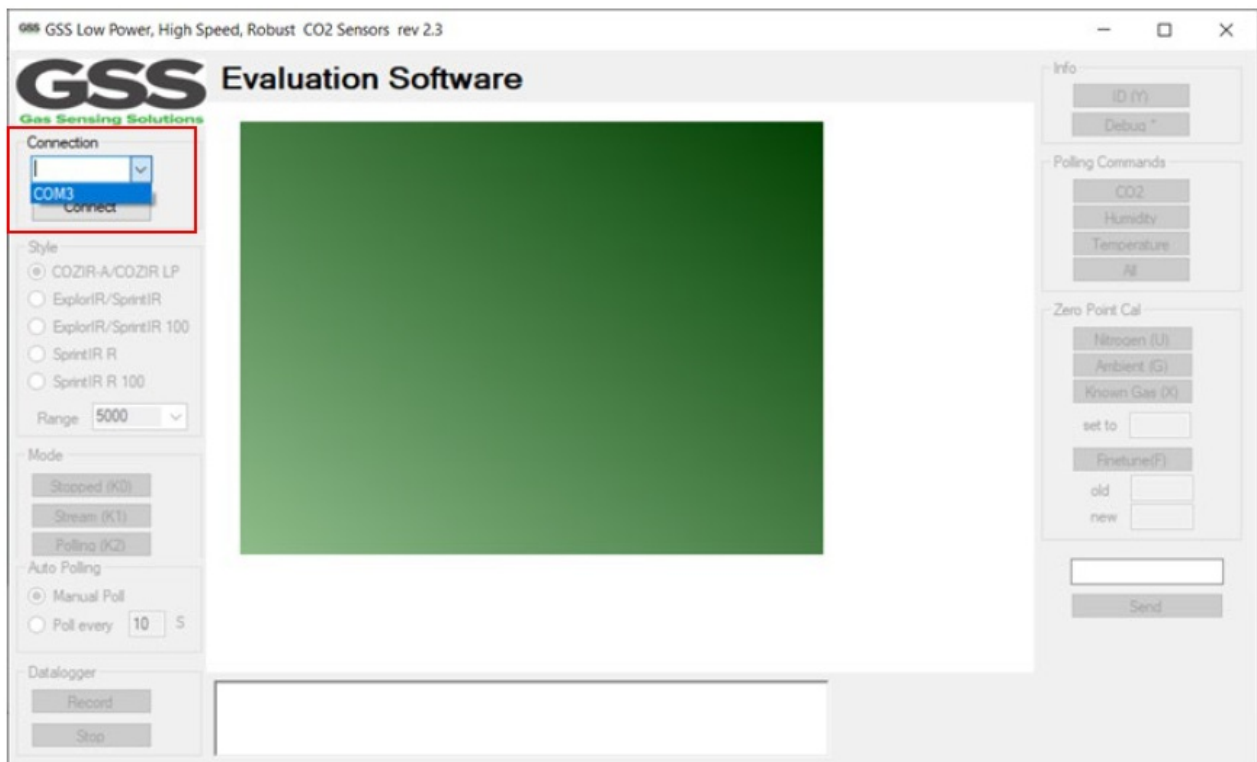 GSS GSS Low Power, High Speed, Robust CO2 Sensors rev 2.3
GSS
Gas Sensing Solutions
Evaluation Software
Connection
COM3
Connect
Style
COZIR-A/COZIR LP
ExplorIR/SprintIR
ExplorIR/SprintIR 100
SprintIR R
SprintIR R 100
Range 5000
Mode
Stopped (K0)
Stream (K1)
Polling (K2)
Auto Polling
Manual Poll
Poll every 10 S
Datalogger
Record
Stop
Info
ID (Y)
Debug *
Polling Commands
CO2
Humidity
Temperature
All
Zero Point Cal
Nitrogen (U)
Ambient (G)
Known Gas (X)
set to
Finetune(F)
old
new
Send